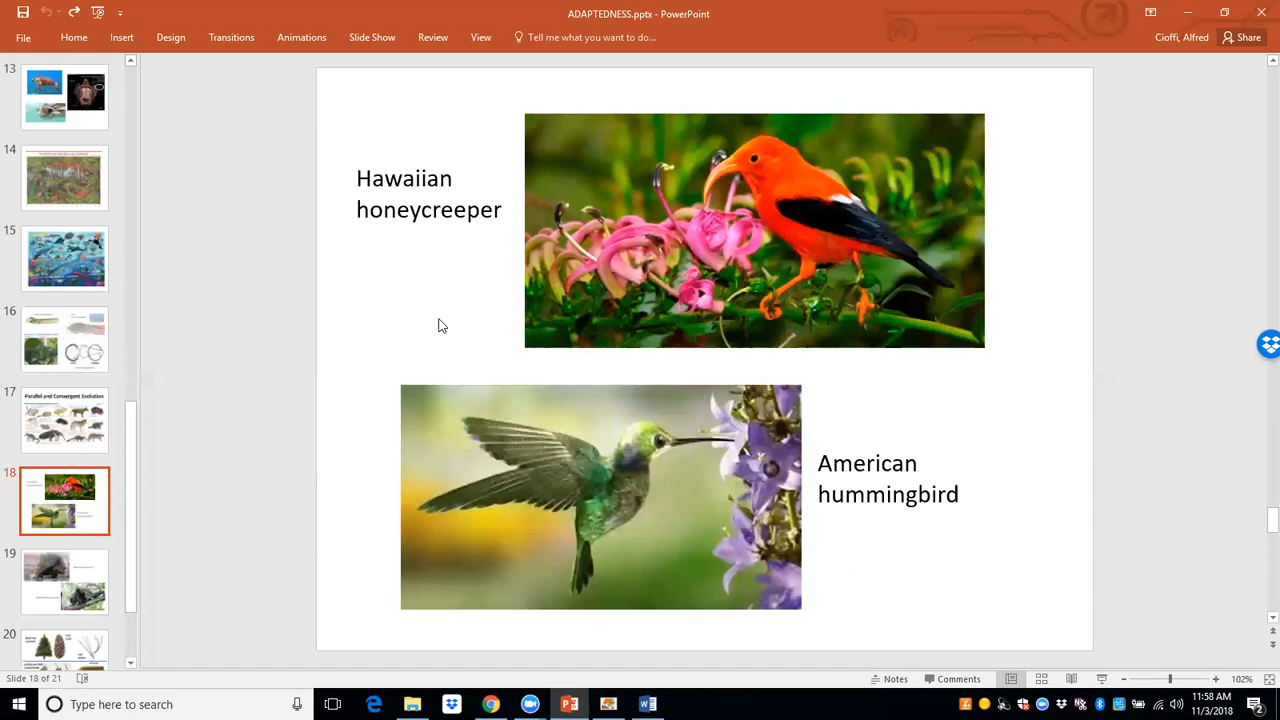 ADAPTEDNESS.pptx - PowerPoint
File Home Insert Design Transitions Animations Slide Show Review View Tell me what you want to do... Cioffi, Alfred Share
13
14
15
16
17
Parallel and Convergent Evolution
18
19
20
Hawaiian
honeycreeper
American
hummingbird
Slide 18 of 21 Notes Comments 102%
Type here to search
11:58 AM
11/3/2018